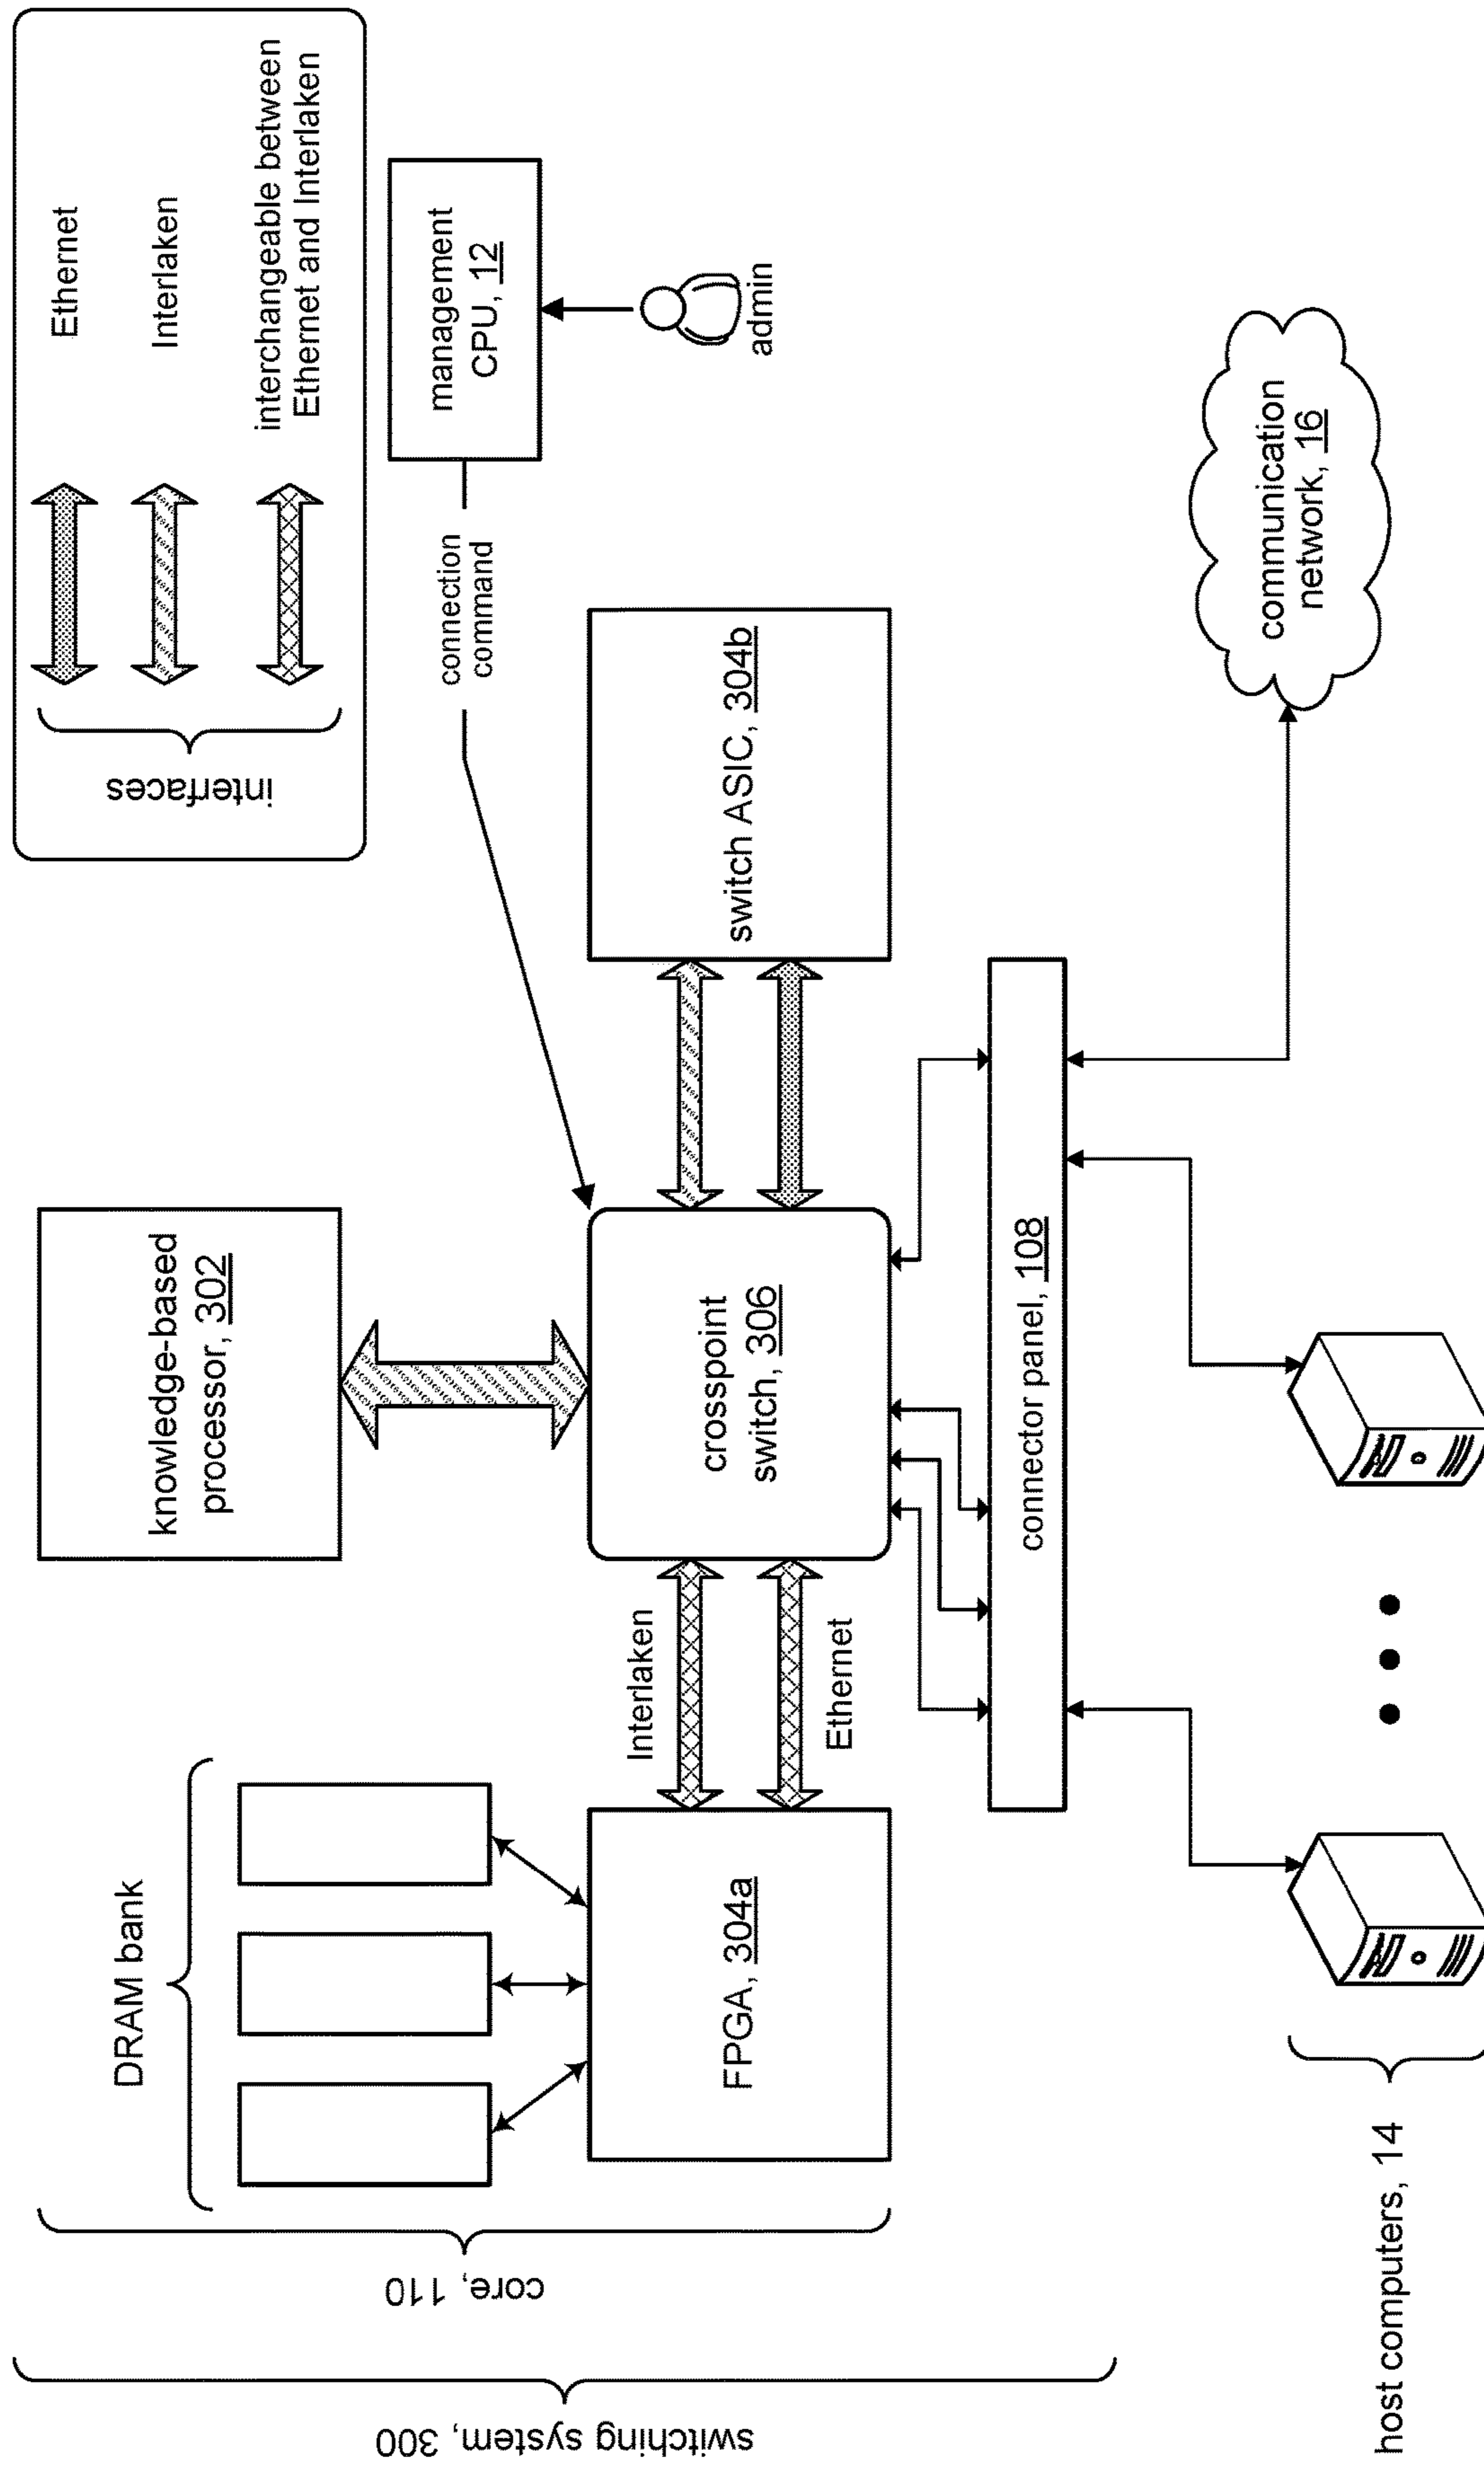 switching system, 300
core, 110
DRAM bank
knowledge-based
processor, 302
interfaces
Ethernet
Interlaken
interchangeable between
Ethernet and Interlaken
connection
command
management
CPU, 12
admin
Interlaken
Ethernet
FPGA, 304a
crosspoint
switch, 306
switch ASIC, 304b
connector panel, 108
communication
network, 16
host computers, 14